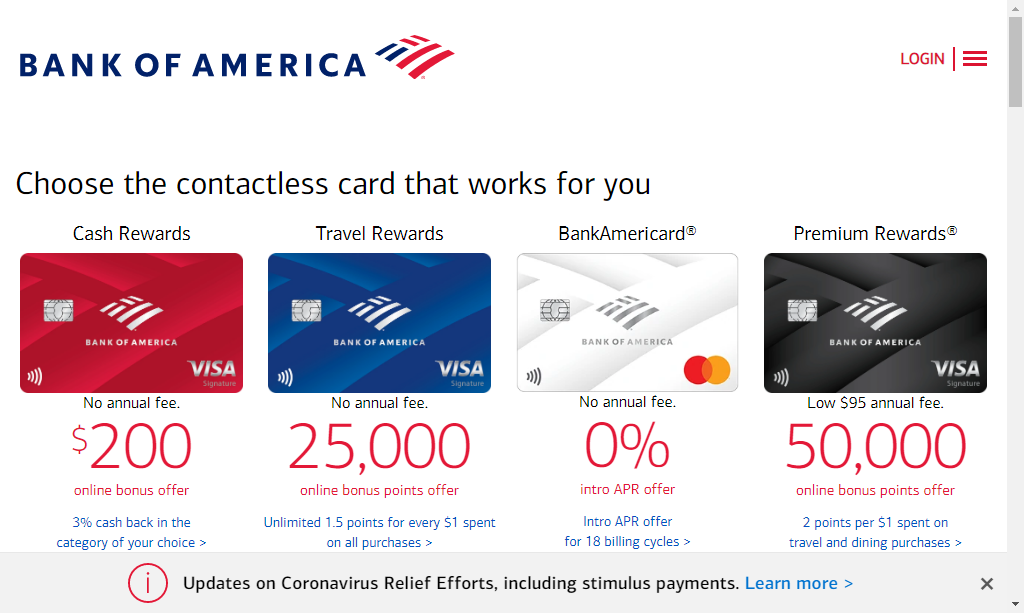 BANK OF AMERICA
LOGIN
Choose the contactless card that works for you
Cash Rewards
BANK OF AMERICA
VISA
Signature
No annual fee.
$200
online bonus offer
3% cash back in the
category of your choice >
Travel Rewards
BANK OF AMERICA
VISA
Signature
No annual fee.
25,000
online bonus points offer
Unlimited 1.5 points for every $1 spent
on all purchases >
BankAmericard®
BANK OF AMERICA
No annual fee.
0%
intro APR offer
Intro APR offer
for 18 billing cycles >
Premium Rewards®
BANK OF AMERICA
VISA
Signature
Low $95 annual fee.
50,000
online bonus points offer
2 points per $1 spent on
travel and dining purchases >
Updates on Coronavirus Relief Efforts, including stimulus payments. Learn more >